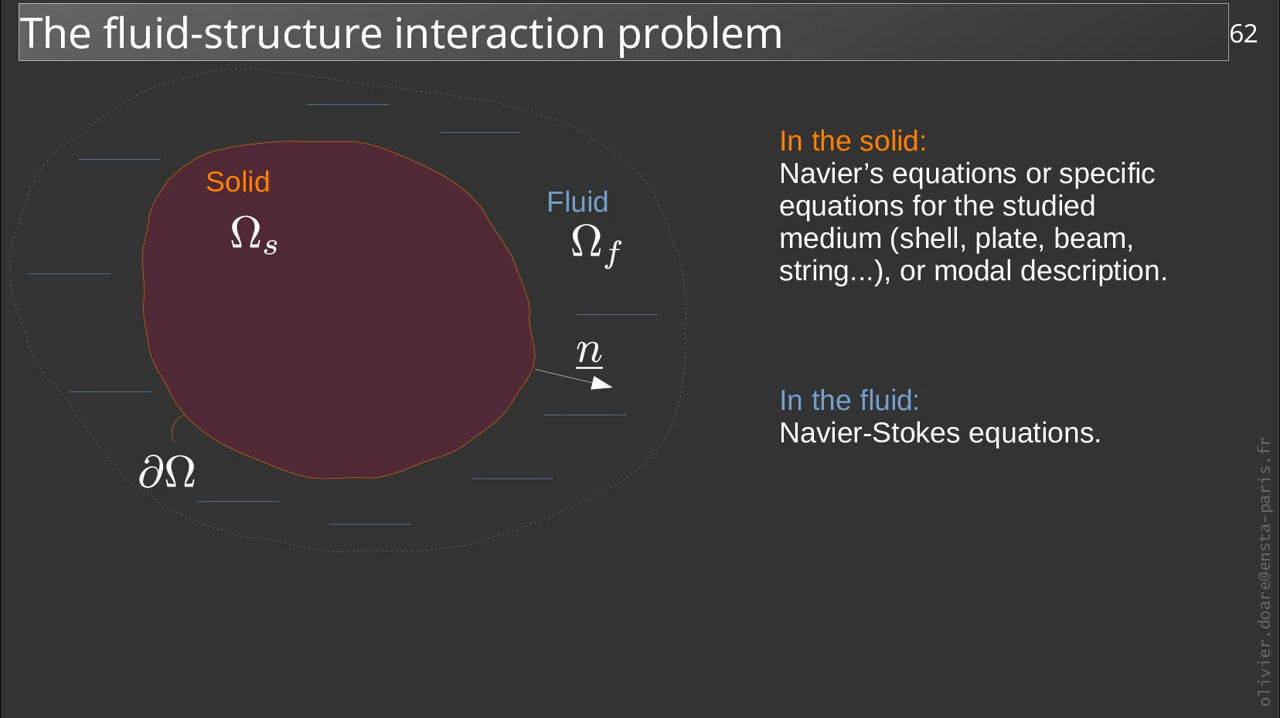 The fluid-structure interaction problem
62
Solid
Ωₛ
Fluid
Ω_f
n
∂Ω
In the solid:
Navier’s equations or specific
equations for the studied
medium (shell, plate, beam,
string...), or modal description.
In the fluid:
Navier-Stokes equations.
olivier.doare@ensta-paris.fr